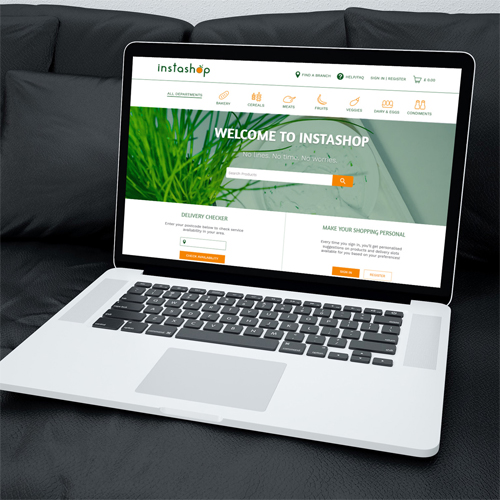 instashop
FIND A BRANCH HELP/FAQ SIGN IN | REGISTER £ 0.00
ALL DEPARTMENTS BAKERY CEREALS MEATS FRUITS VEGGIES DAIRY & EGGS CONDIMENTS
WELCOME TO INSTASHOP
No lines. No time. No worries.
Search Products
DELIVERY CHECKER
Enter your postcode below to check service
availability in your area.
CHECK AVAILABILITY
MAKE YOUR SHOPPING PERSONAL
Every time you sign in, you'll get personalised
suggestions on products and delivery slots
available for you based on your preferences!
SIGN IN REGISTER